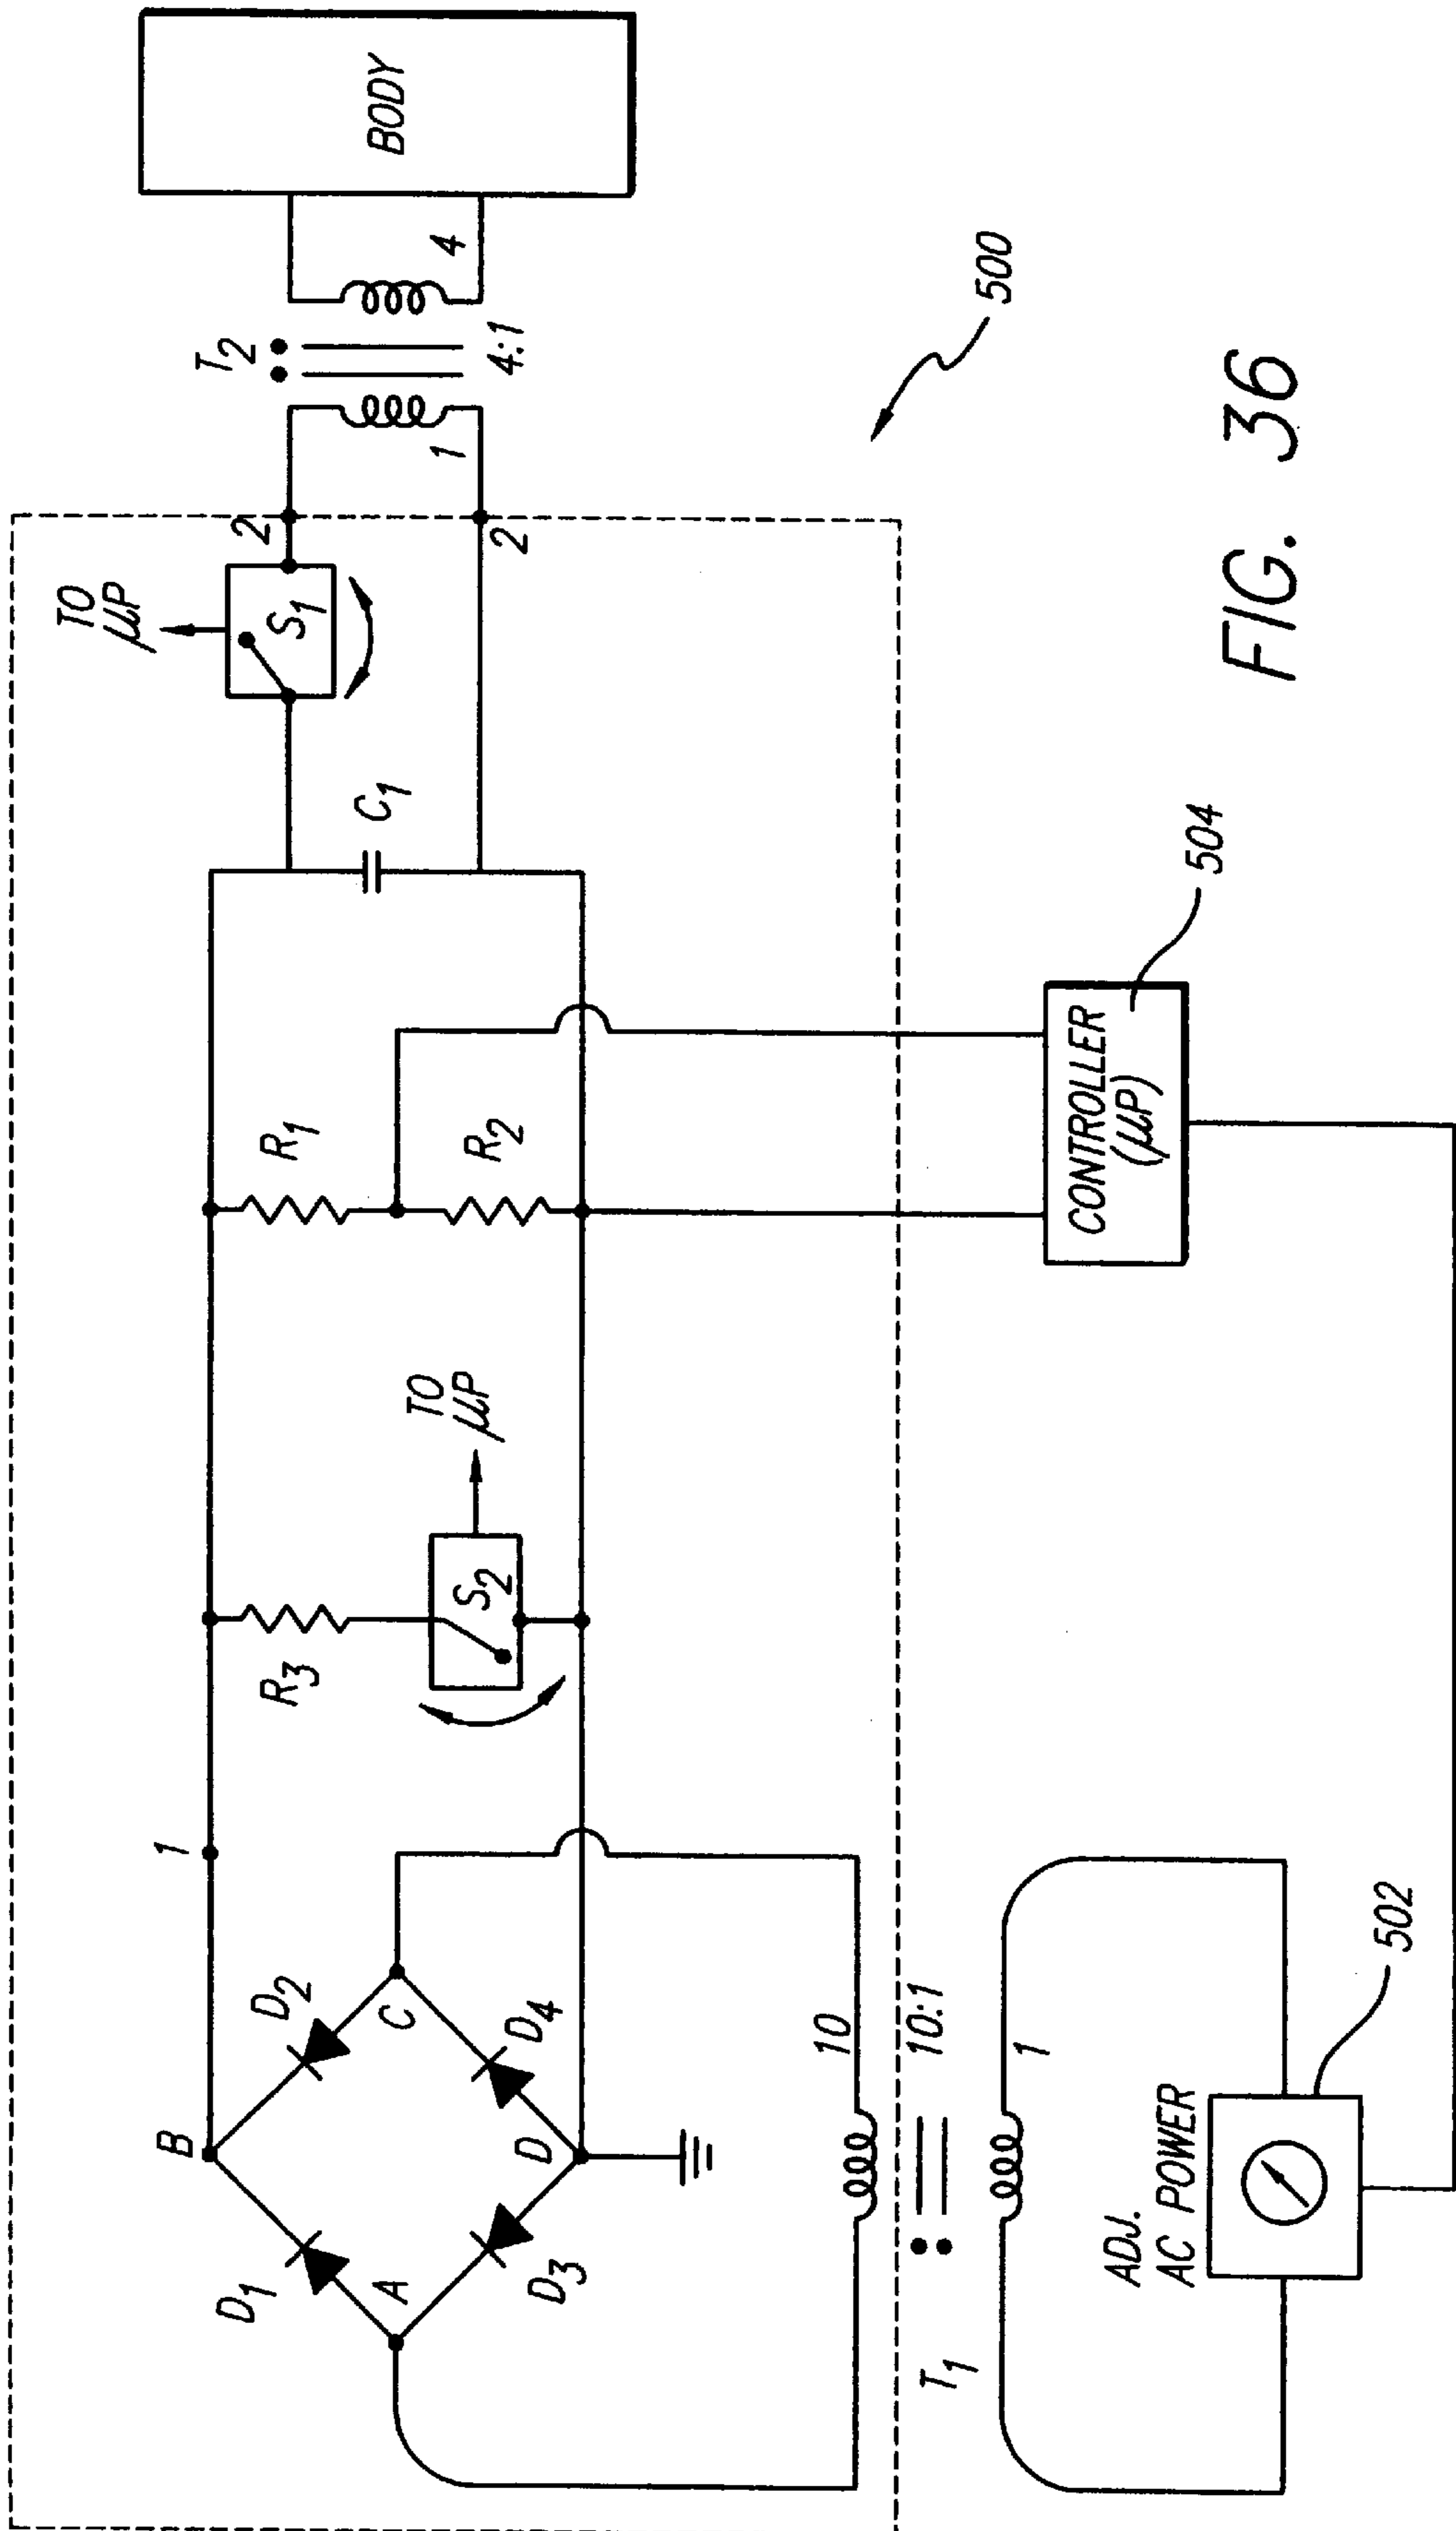 TO
μP
S1
2
2
T2
1
4
4:1
BODY
C1
R1
R2
R3
S2
TO
μP
1
B
D1
D2
A
C
D3
D4
D
10
10:1
1
T1
ADJ.
AC POWER
502
CONTROLLER
(μP)
504
500
FIG. 36